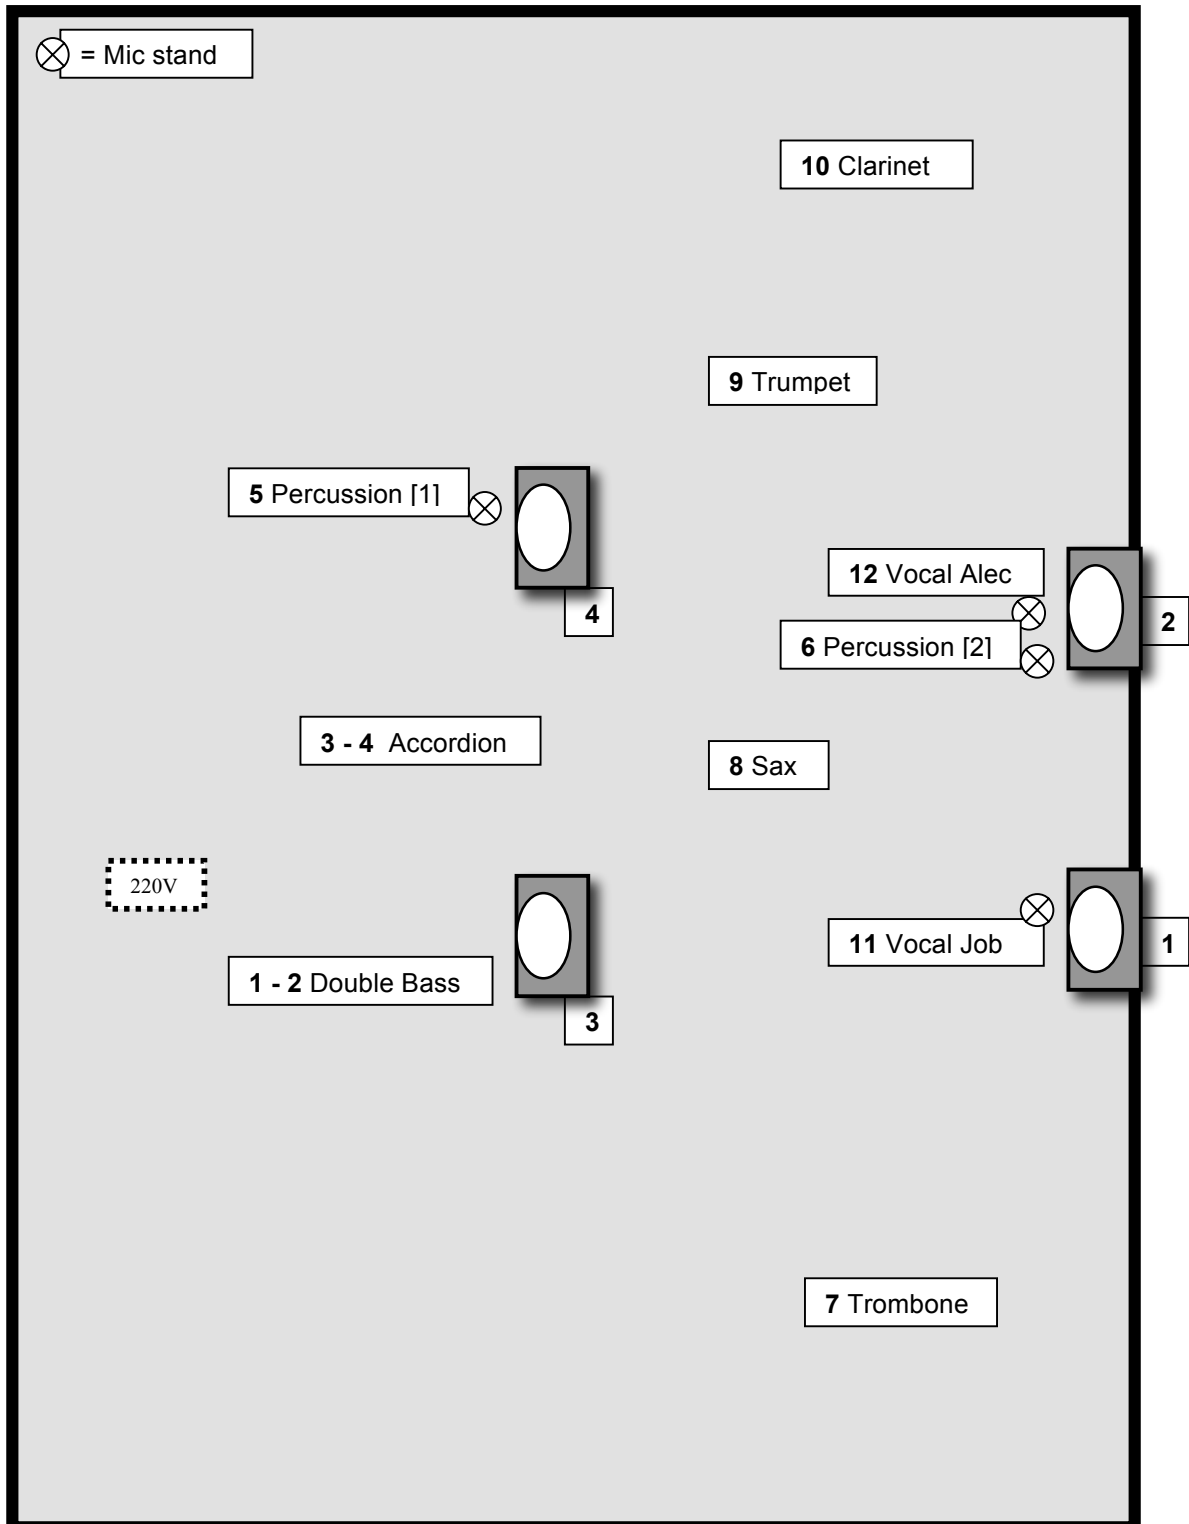 = Mic stand
10 Clarinet
9 Trumpet
5 Percussion [1]
4
12 Vocal Alec
2
6 Percussion [2]
3 - 4 Accordion
8 Sax
220V
11 Vocal Job
1
1 - 2 Double Bass
3
7 Trombone